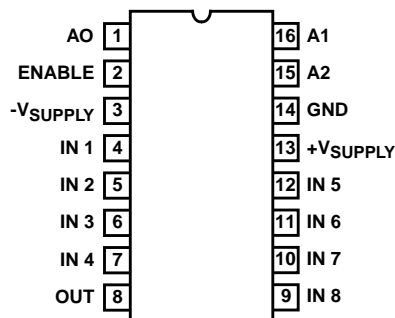 AO 1 16 A1
ENABLE 2 15 A2
-VSUPPLY 3 14 GND
IN 1 4 13 +VSUPPLY
IN 2 5 12 IN 5
IN 3 6 11 IN 6
IN 4 7 10 IN 7
OUT 8 9 IN 8